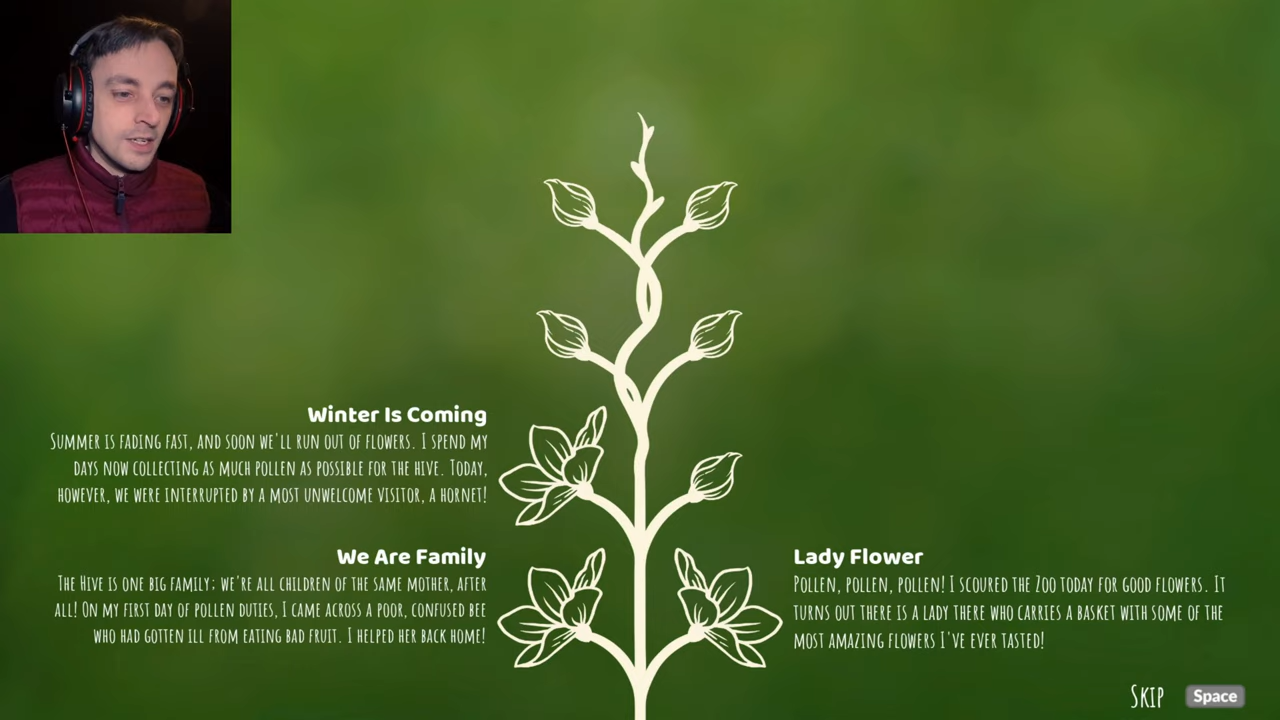 Winter Is Coming
Summer is fading fast, and soon we'll run out of flowers. I spend my
days now collecting as much pollen as possible for the hive. Today,
however, we were interrupted by a most unwelcome visitor, a hornet!
We Are Family
The Hive is one big family; we're all children of the same mother, after
all! On my first day of pollen duties, I came across a poor, confused bee
who had gotten ill from eating bad fruit. I helped her back home!
Lady Flower
Pollen, pollen, pollen! I scoured the Zoo today for good flowers. It
turns out there is a lady there who carries a basket with some of the
most amazing flowers I've ever tasted!
Skip Space